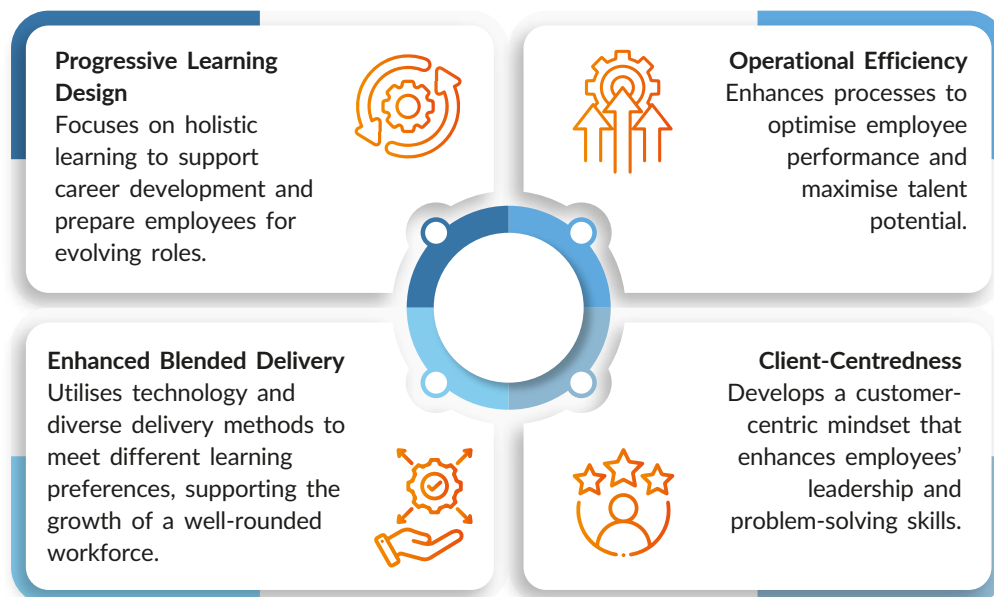 Progressive Learning
Design
Focuses on holistic
learning to support
career development and
prepare employees for
evolving roles.
Operational Efficiency
Enhances processes to
optimise employee
performance and
maximise talent
potential.
Enhanced Blended Delivery
Utilises technology and
diverse delivery methods to
meet different learning
preferences, supporting the
growth of a well-rounded
workforce.
Client-Centredness
Develops a customer-
centric mindset that
enhances employees’
leadership and
problem-solving skills.